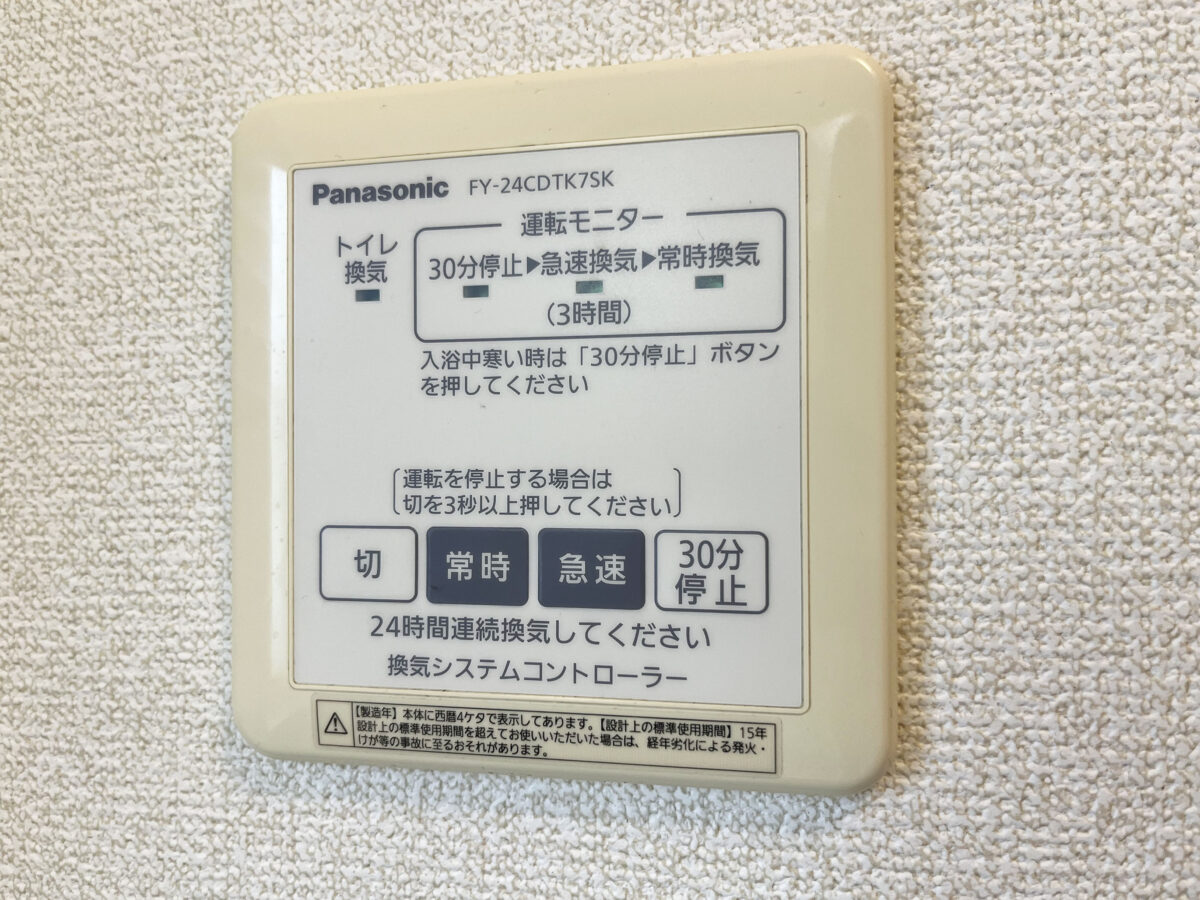 Panasonic FY-24CDTK7SK
運転モニター
トイレ
換気
30分停止▶急速換気▶常時換気
(3時間)
入浴中寒い時は「30分停止」ボタン
を押してください
運転を停止する場合は
切を3秒以上押してください
切 常時 急速 30分
停止
24時間連続換気してください
換気システムコントローラー
【製造年】本体に西暦4ケタで表示してあります。【設計上の標準使用期間】15年
設計上の標準使用期間を超えてお使いいただいた場合は、経年劣化による発火・
けが等の事故に至るおそれがあります。